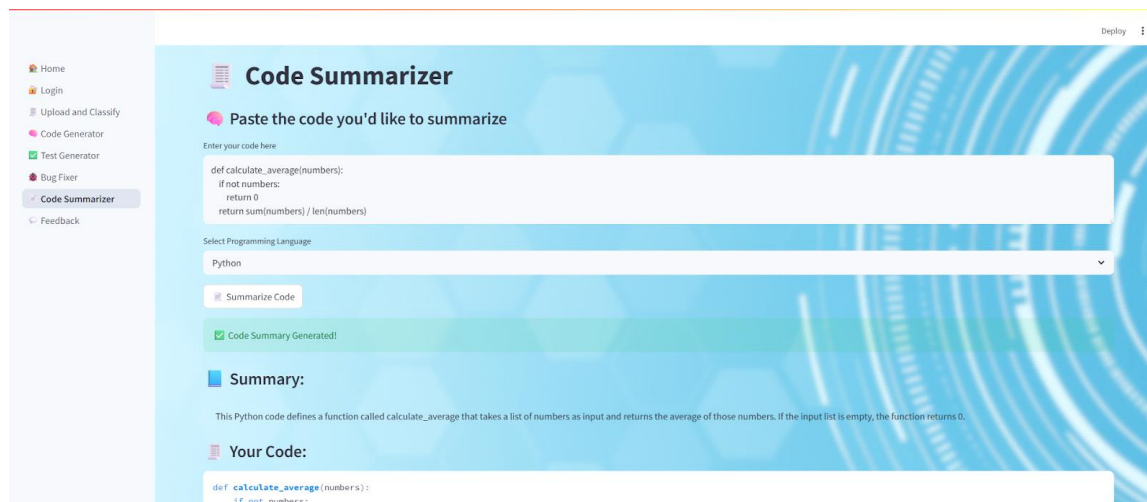 Deploy
Home
Login
Upload and Classify
Code Generator
Test Generator
Bug Fixer
Code Summarizer
Feedback
Code Summarizer
Paste the code you'd like to summarize
Enter your code here
def calculate_average(numbers):
if not numbers:
return 0
return sum(numbers) / len(numbers)
Select Programming Language
Python
Summarize Code
Code Summary Generated!
Summary:
This Python code defines a function called calculate_average that takes a list of numbers as input and returns the average of those numbers. If the input list is empty, the function returns 0.
Your Code:
def calculate_average(numbers):
if not numbers: